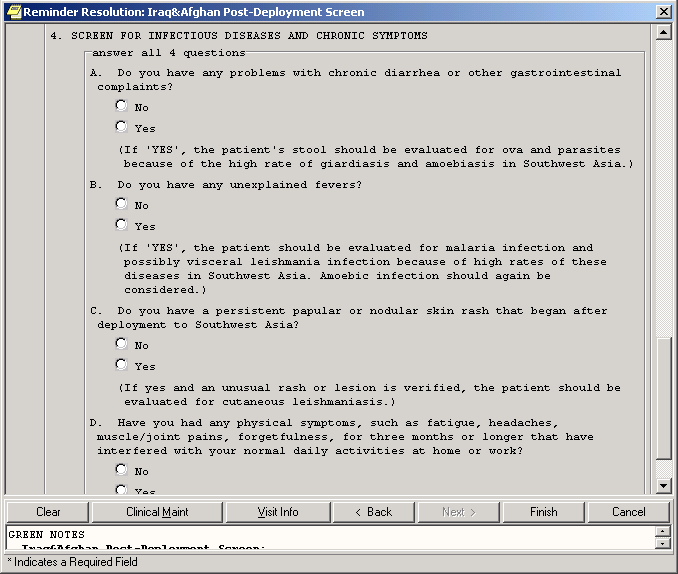 Reminder Resolution: Iraq&Afghan Post-Deployment Screen
4. SCREEN FOR INFECTIOUS DISEASES AND CHRONIC SYMPTOMS
answer all 4 questions
A. Do you have any problems with chronic diarrhea or other gastrointestinal
complaints?
No
Yes
(If 'YES', the patient's stool should be evaluated for ova and parasites
because of the high rate of giardiasis and amoebiasis in Southwest Asia.)
B. Do you have any unexplained fevers?
No
Yes
(If 'YES', the patient should be evaluated for malaria infection and
possibly visceral leishmania infection because of high rates of these
diseases in Southwest Asia. Amoebic infection should again be
considered.)
C. Do you have a persistent papular or nodular skin rash that began after
deployment to Southwest Asia?
No
Yes
(If yes and an unusual rash or lesion is verified, the patient should be
evaluated for cutaneous leishmaniasis.)
D. Have you had any physical symptoms, such as fatigue, headaches,
muscle/joint pains, forgetfulness, for three months or longer that have
interfered with your normal daily activities at home or work?
No
Yes
Clear Clinical Maint Visit Info < Back Next > Finish Cancel
GREEN NOTES
Iraq&Afghan Post-Deployment Screen:
* Indicates a Required Field